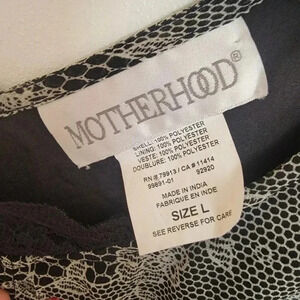 MOTHERHOOD®
SHELL: 100% POLYESTER
LINING: 100% POLYESTER
VESTE: 100% POLYESTER
DOUBLURE: 100% POLYESTER
RN # 79913 / CA # 11414
99891-01 92920
MADE IN INDIA
FABRIQUE EN INDE
SIZE L
SEE REVERSE FOR CARE